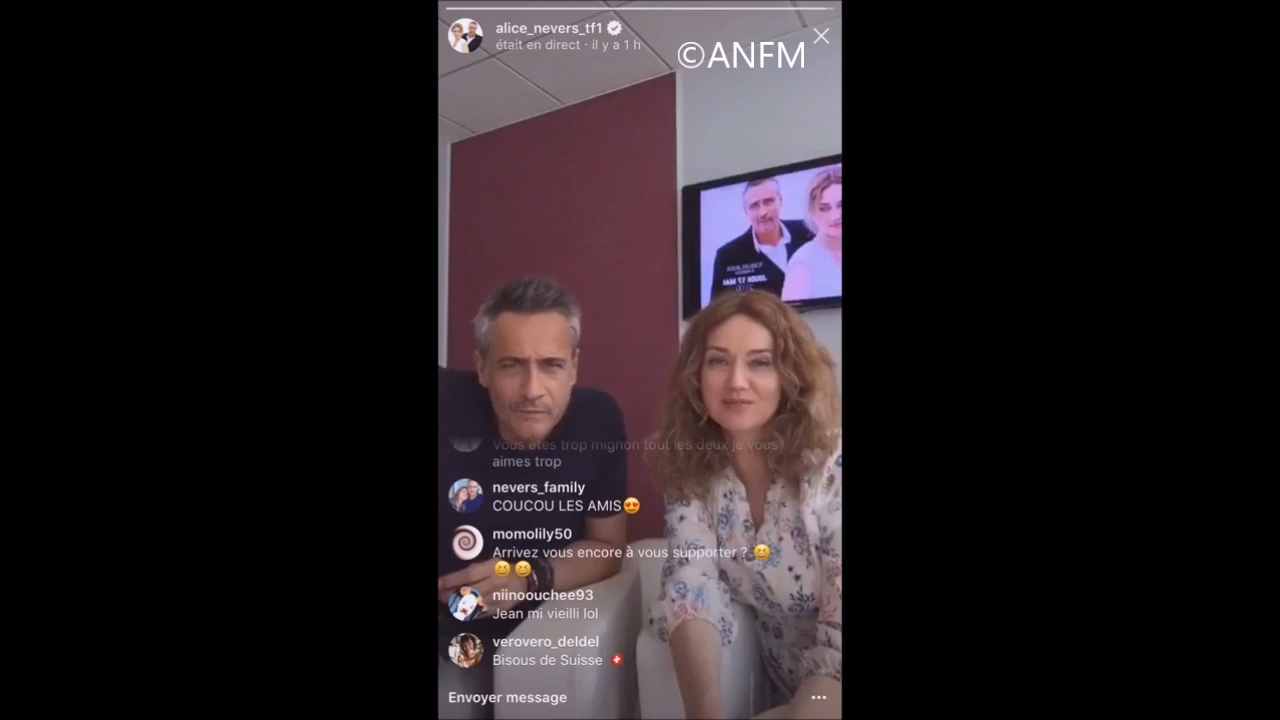 alice_nevers_tf1
était en direct · il y a 1 h
©ANFM
Vous êtes trop mignon tout les deux je vous
aimes trop
nevers_family
COUCOU LES AMIS😍
momolily50
Arrivez vous encore à vous supporter ? 😆
😆😆
niinoouchee93
Jean mi vieilli lol
verovero_deldel
Bisous de Suisse 🇨🇭
Envoyer message